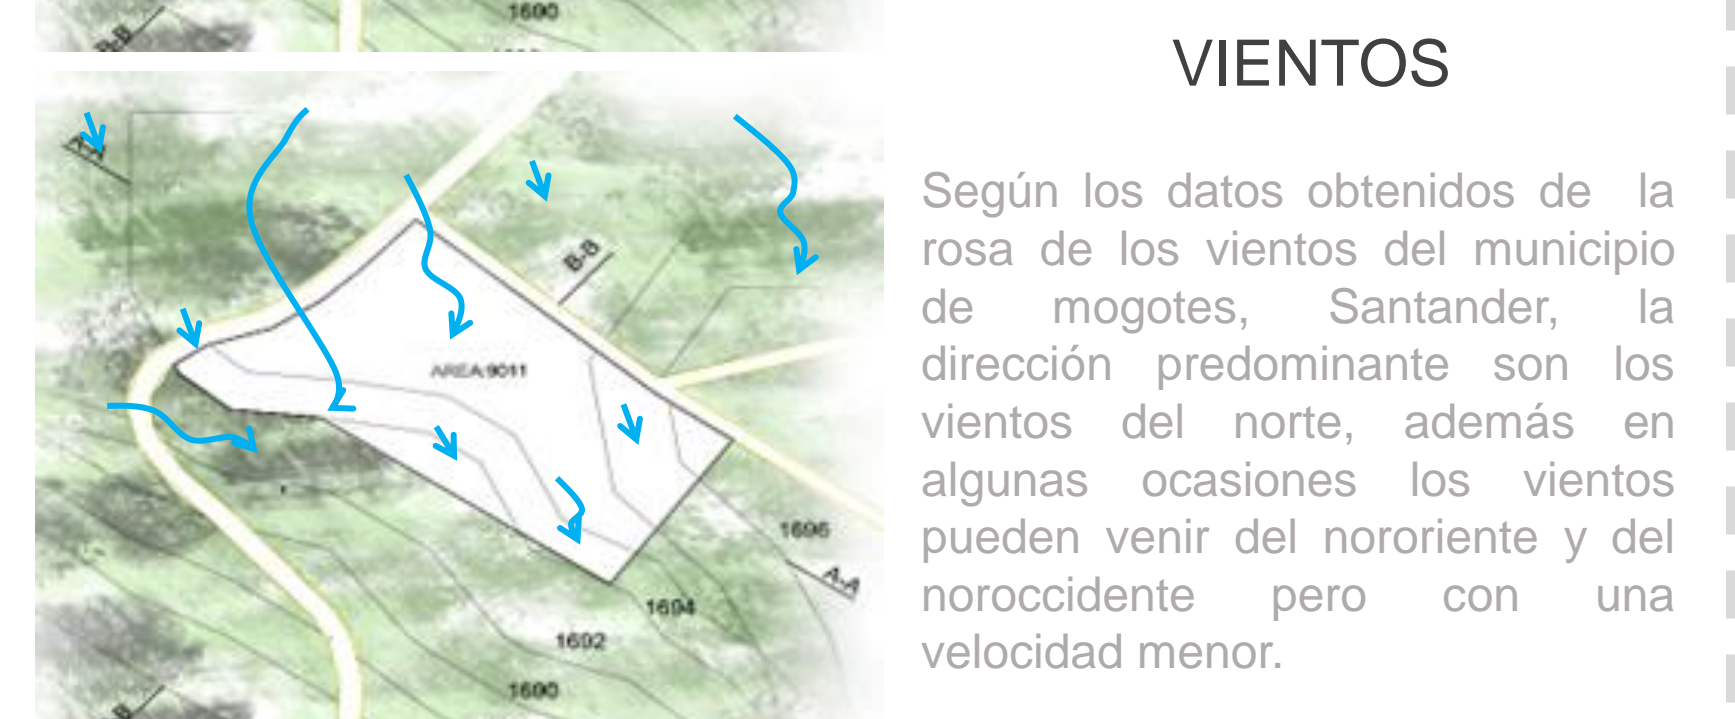 1690
B-B
VIENTOS
A-A
B-B
AREA:9011
Según los datos obtenidos de la
rosa de los vientos del municipio
de mogotes, Santander, la
dirección predominante son los
vientos del norte, además en
algunas ocasiones los vientos
pueden venir del nororiente y del
noroccidente pero con una
velocidad menor.
1696
A-A
1694
1692
1690